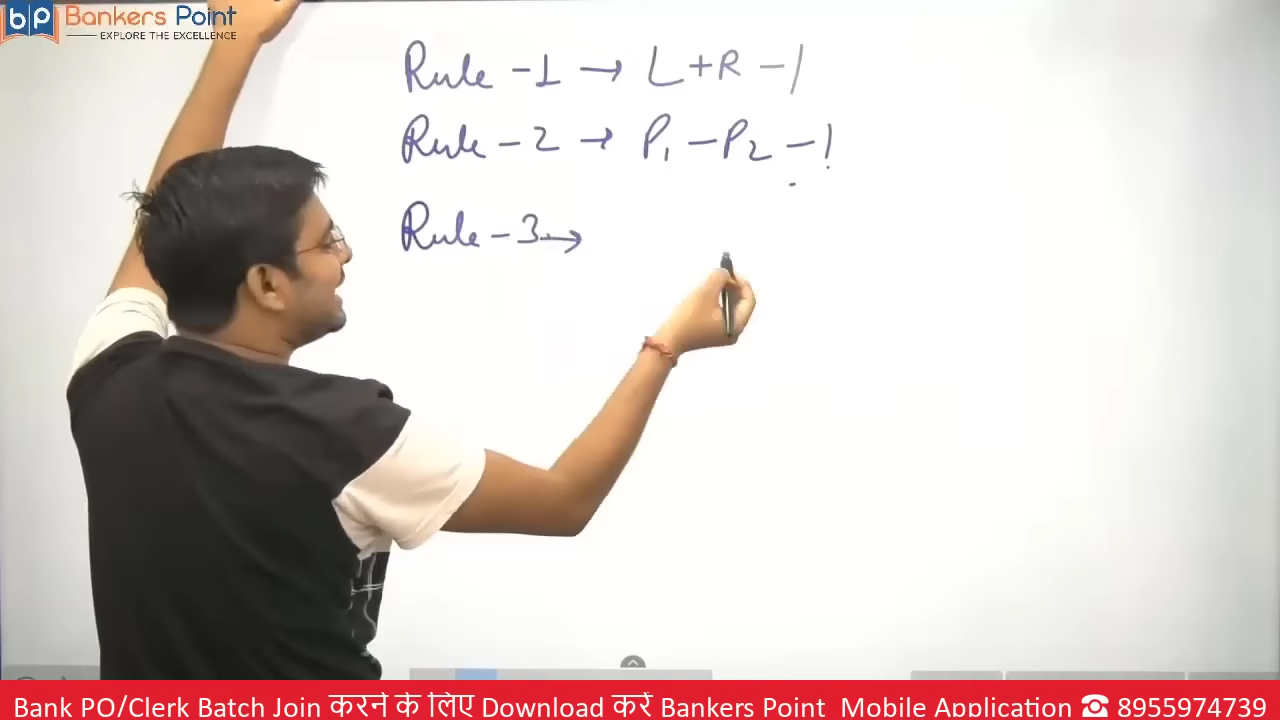 bp Bankers Point
EXPLORE THE EXCELLENCE
Rule - 1 → L + R - 1
Rule - 2 → P1 - P2 - 1
Rule - 3 →
Bank PO/Clerk Batch Join करने के लिए Download करें Bankers Point Mobile Application ☎ 8955974739